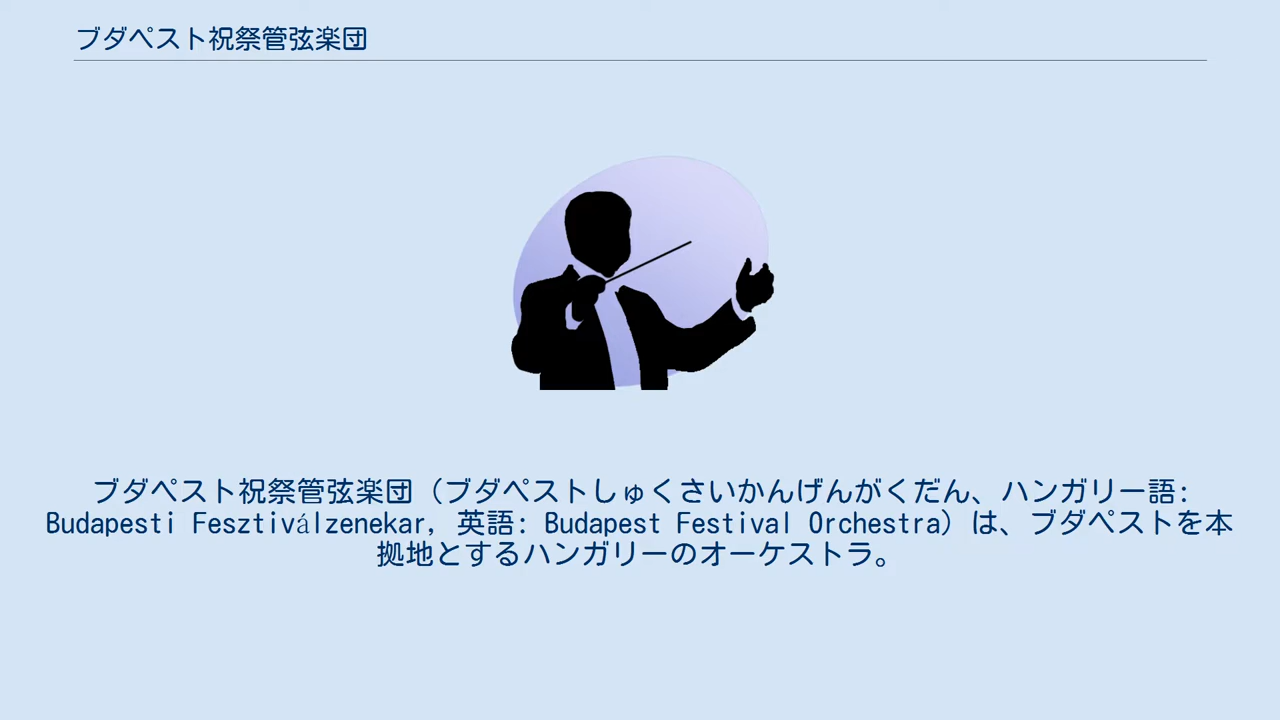 ブダペスト祝祭管弦楽団
ブダペスト祝祭管弦楽団（ブダペストしゅくさいかんげんがくだん、ハンガリー語:
Budapesti Fesztiválzenekar, 英語: Budapest Festival Orchestra）は、ブダペストを本
拠地とするハンガリーのオーケストラ。